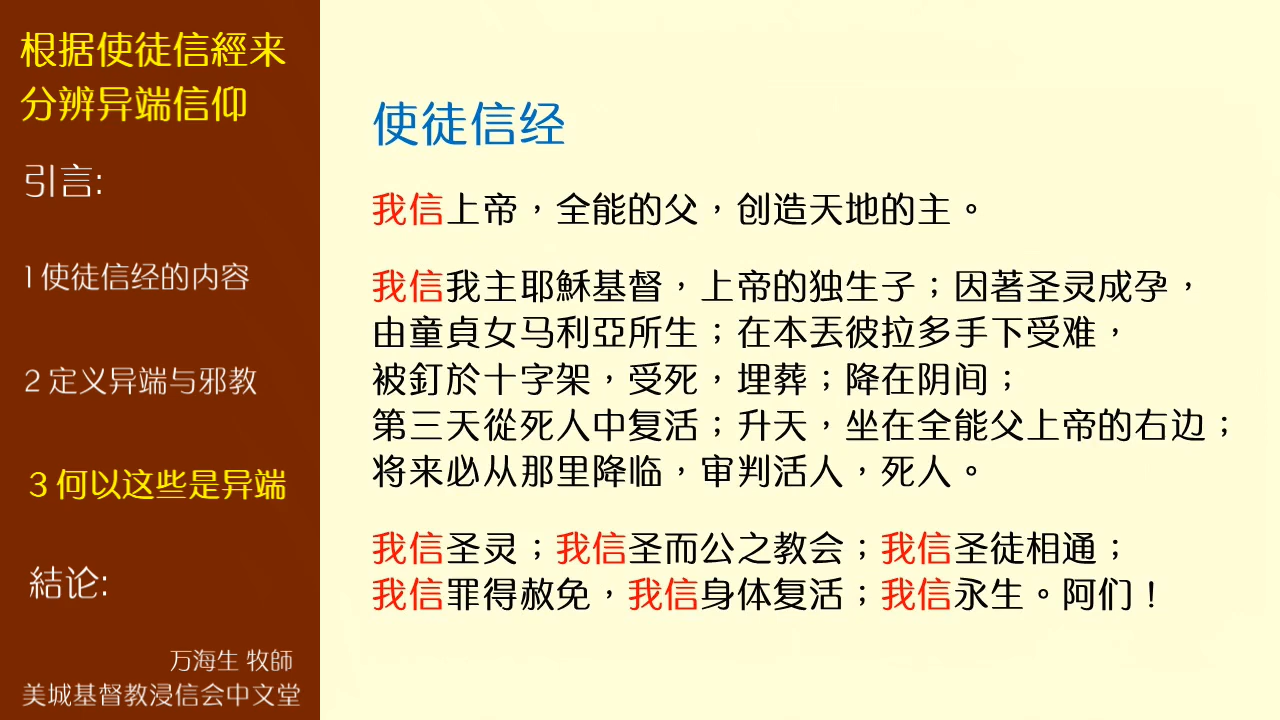 根据使徒信經来
分辨异端信仰
引言:
1 使徒信经的内容
2 定义异端与邪教
3 何以这些是异端
結论:
万海生 牧師
美城基督教浸信会中文堂
使徒信经
我信上帝，全能的父，创造天地的主。
我信我主耶穌基督，上帝的独生子；因著圣灵成孕，
由童貞女马利亞所生；在本丟彼拉多手下受难，
被釘於十字架，受死，埋葬；降在阴间；
第三天從死人中复活；升天，坐在全能父上帝的右边；
将来必从那里降临，审判活人，死人。
我信圣灵；我信圣而公之教会；我信圣徒相通；
我信罪得赦免，我信身体复活；我信永生。阿们！